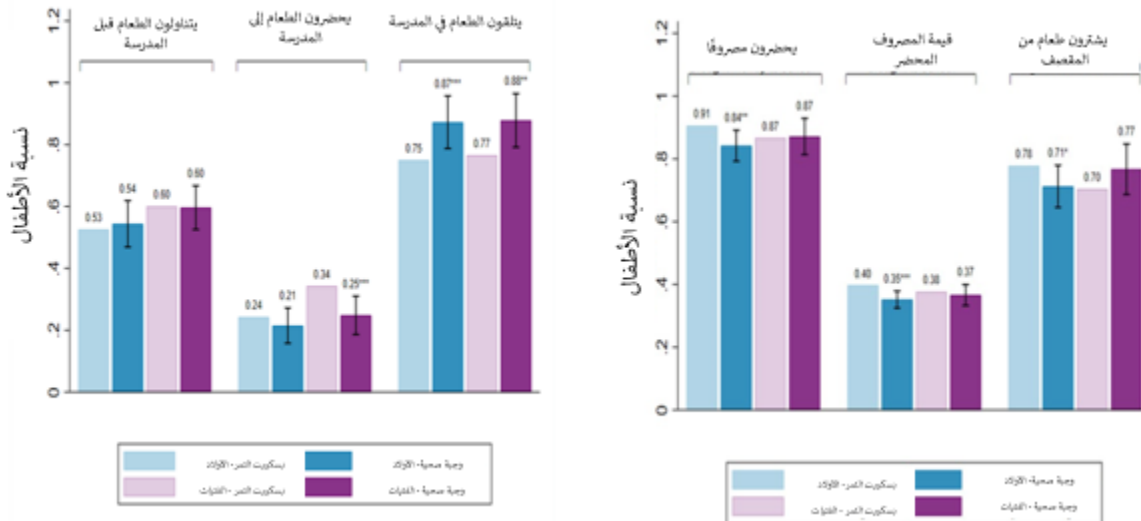 يتناولون الطعام قبل
المدرسة
يحضرون الطعام إلى
المدرسة
يتلقون الطعام في المدرسة
نسبة الأطفال
1.2
1
.8
.6
.4
.2
0
0.53
0.54
0.60
0.60
0.24
0.21
0.34
0.25***
0.75
0.87***
0.77
0.88**
بسكويت التمر - الأولاد
وجبة صحية - الأولاد
بسكويت التمر - الفتيات
وجبة صحية - الفتيات
يحضرون مصروفًا
قيمة المصروف
المحضر
يشترون طعام من
المقصف
نسبة الأطفال
1.2
1
.8
.6
.4
.2
0
0.91
0.84**
0.87
0.87
0.40
0.35***
0.38
0.37
0.78
0.71*
0.70
0.77
بسكويت التمر - الأولاد
وجبة صحية - الأولاد
بسكويت التمر - الفتيات
وجبة صحية - الفتيات